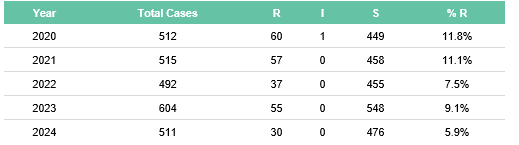 Year Total Cases R I S % R
2020 512 60 1 449 11.8%
2021 515 57 0 458 11.1%
2022 492 37 0 455 7.5%
2023 604 55 0 548 9.1%
2024 511 30 0 476 5.9%